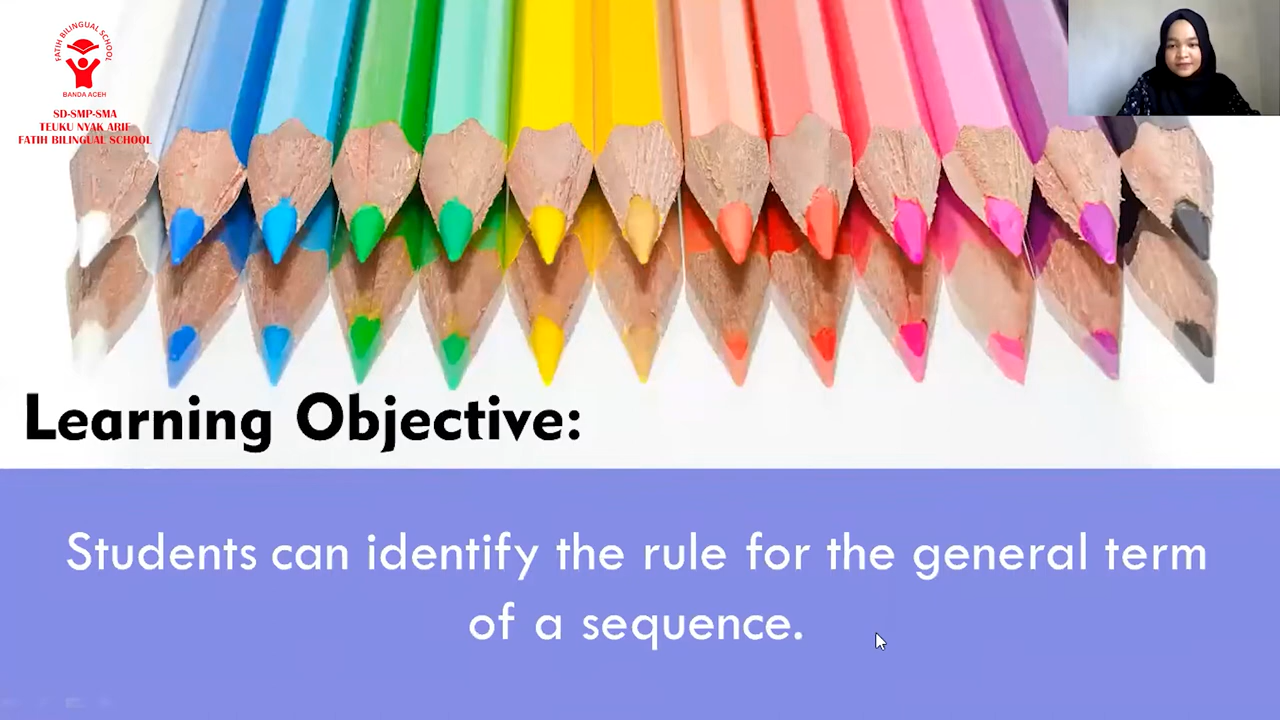 FATIH BILINGUAL SCHOOL
BANDA ACEH
SD-SMP-SMA
TEUKU NYAK ARIF
FATIH BILINGUAL SCHOOL
Learning Objective:
Students can identify the rule for the general term
of a sequence.